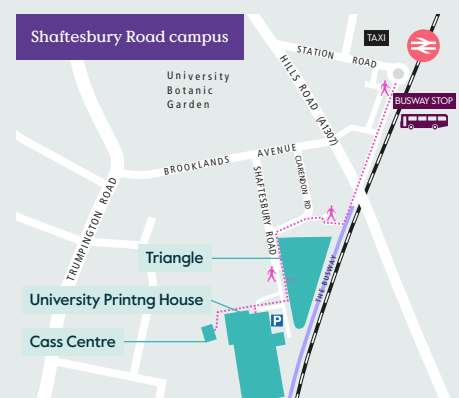 Shaftesbury Road campus
TAXI
STATION ROAD
University
Botanic
Garden
HILLS ROAD (A1307)
BUSWAY STOP
BROOKLANDS AVENUE
CLARENDON RD
SHAFTESBURY ROAD
TRUMPINGTON ROAD
Triangle
THE BUSWAY
University Printng House
P
Cass Centre